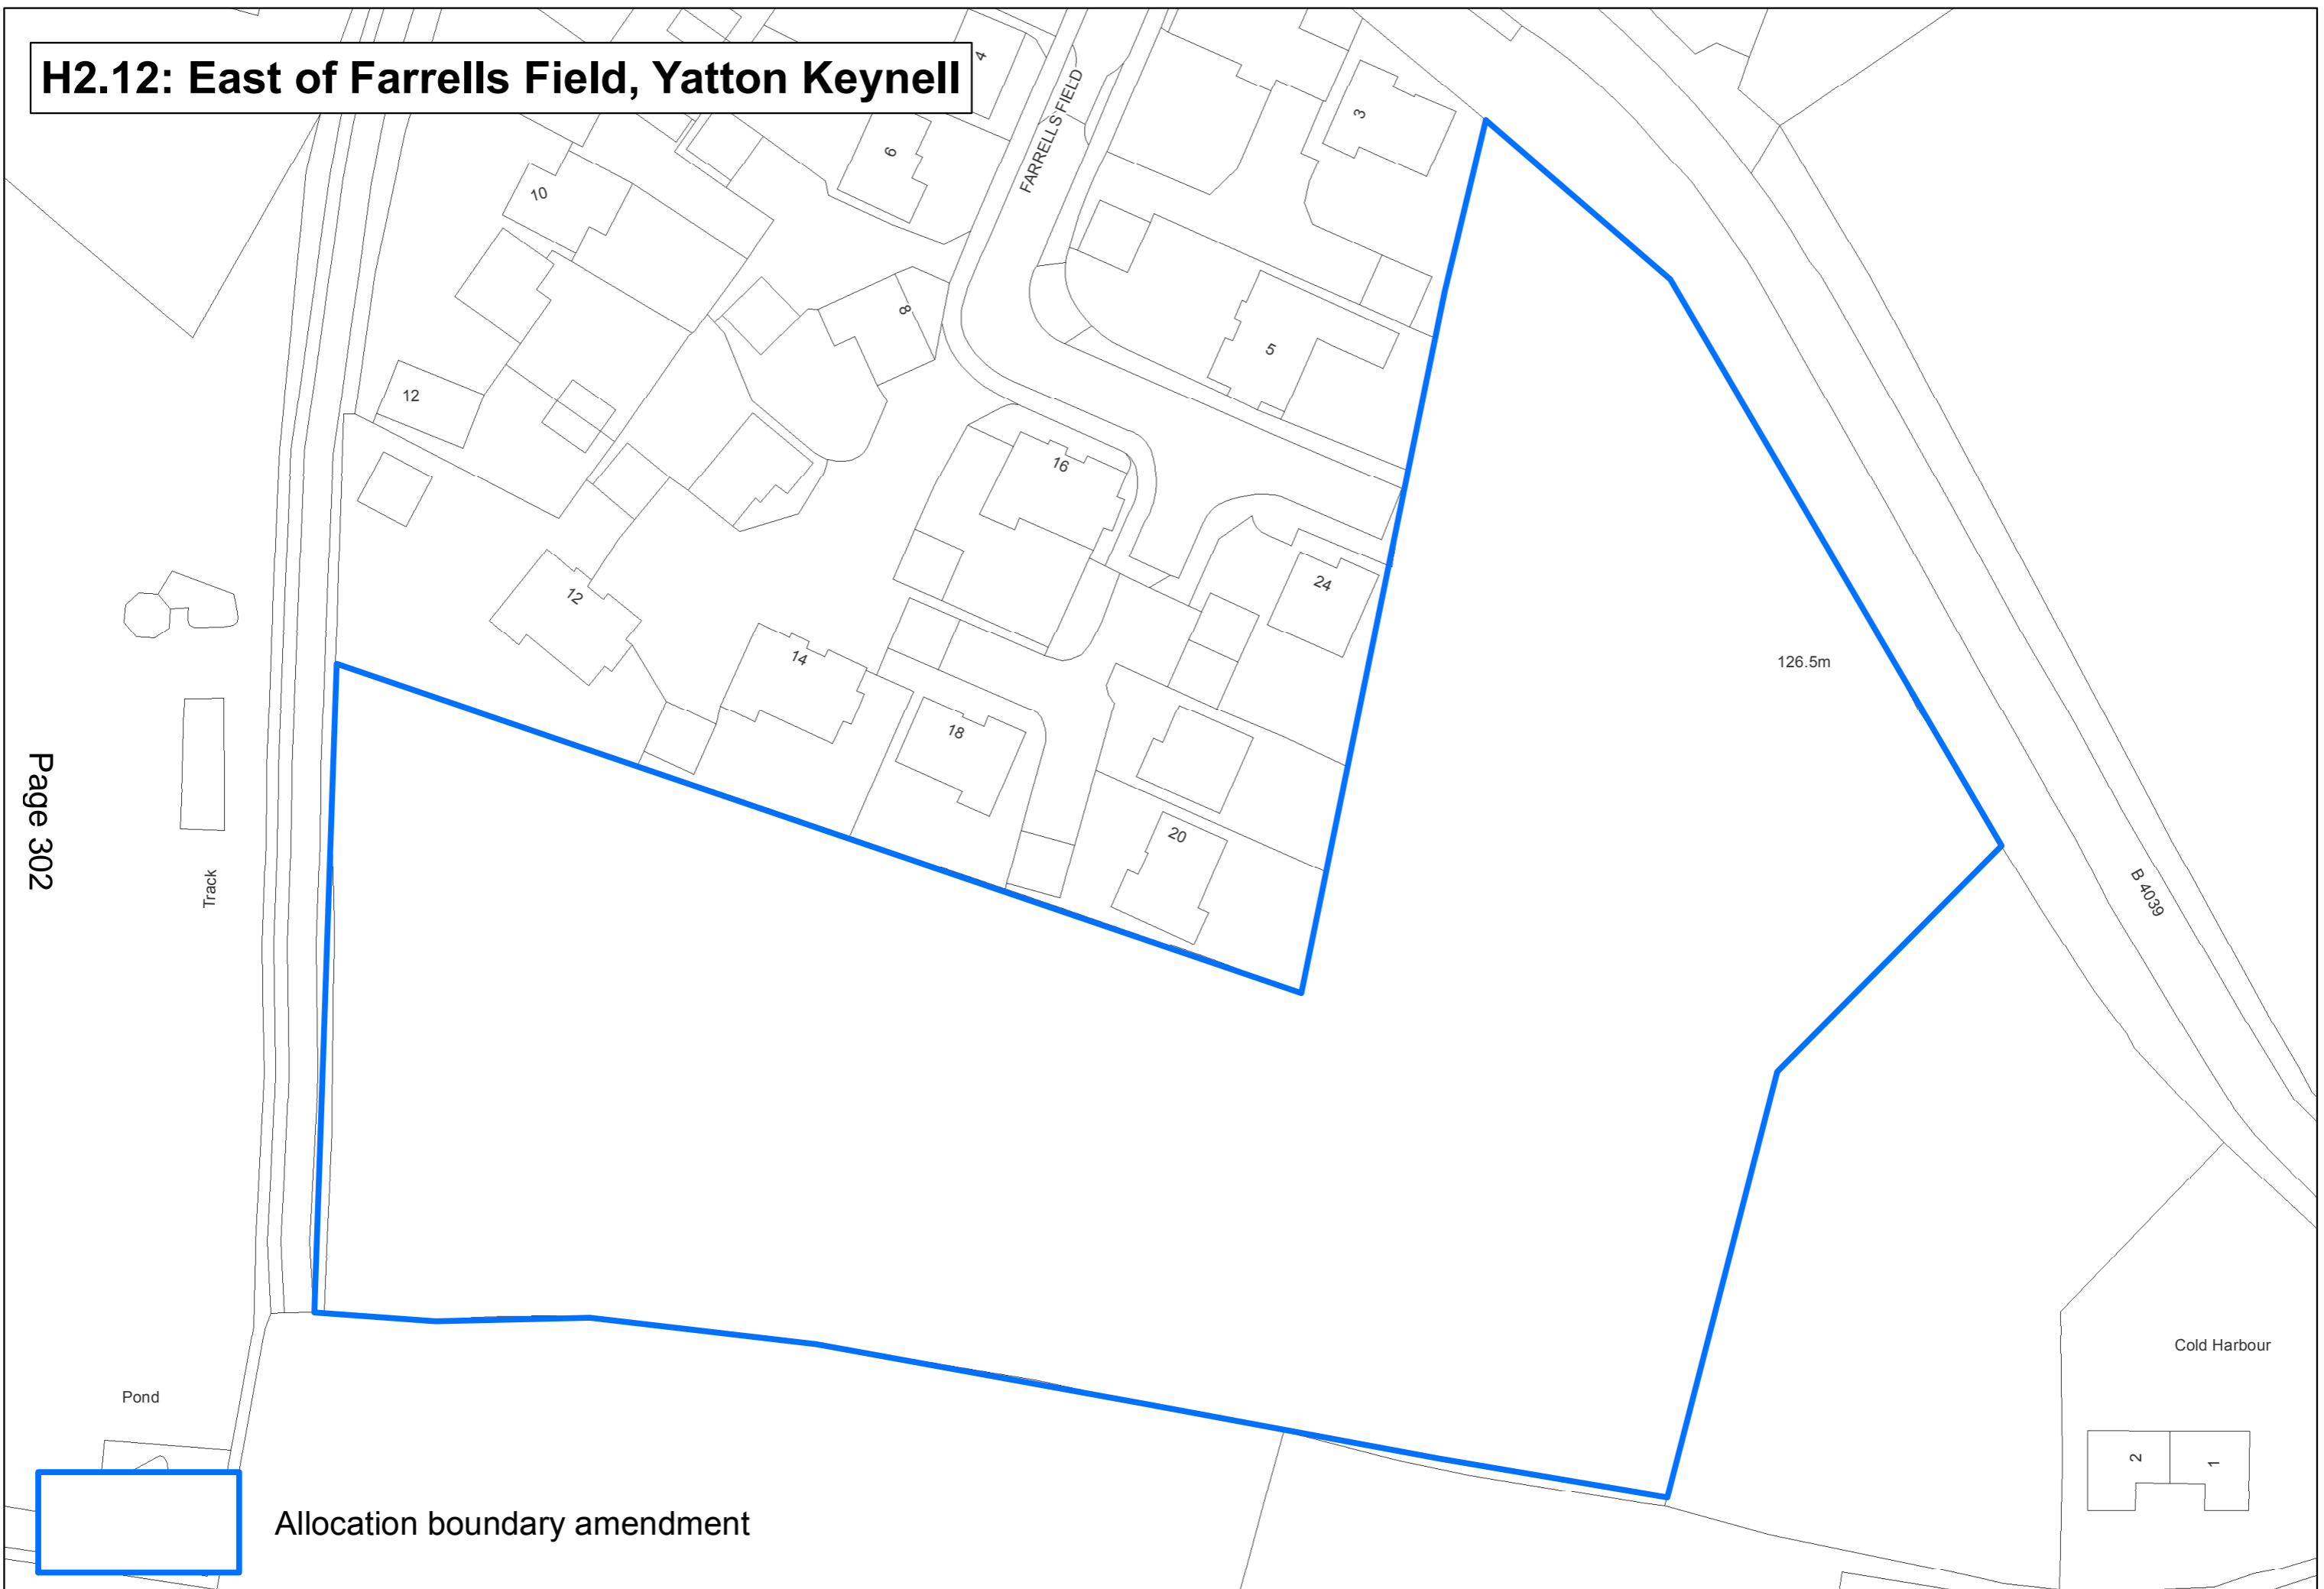 H2.12: East of Farrells Field, Yatton Keynell
4
FARRELLS FIELD
3
6
10
8
5
12
16
24
12
14
18
20
126.5m
Page 302
Track
B 4039
Cold Harbour
Pond
2
1
Allocation boundary amendment